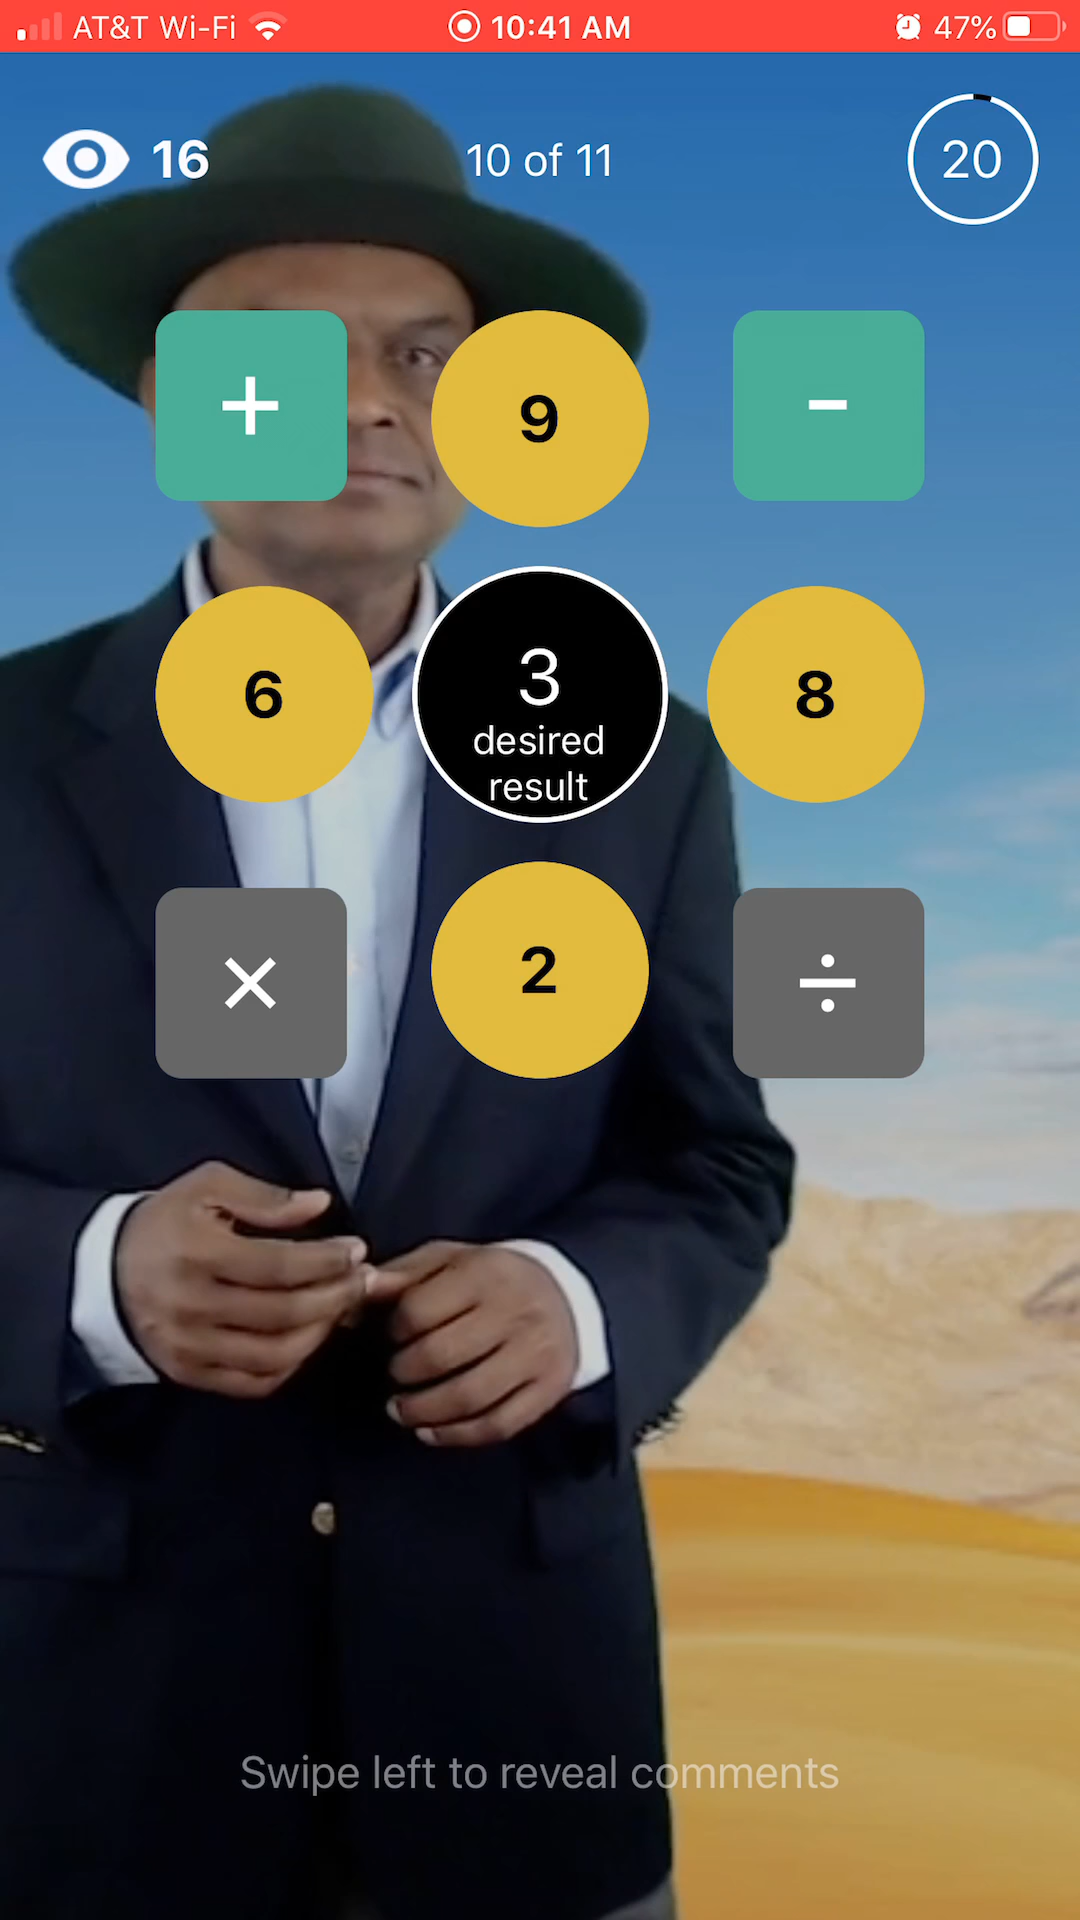 AT&T Wi-Fi 10:41 AM 47%
16 10 of 11 20
+ 9 -
6 3 8
desired
result
× 2 ÷
Swipe left to reveal comments